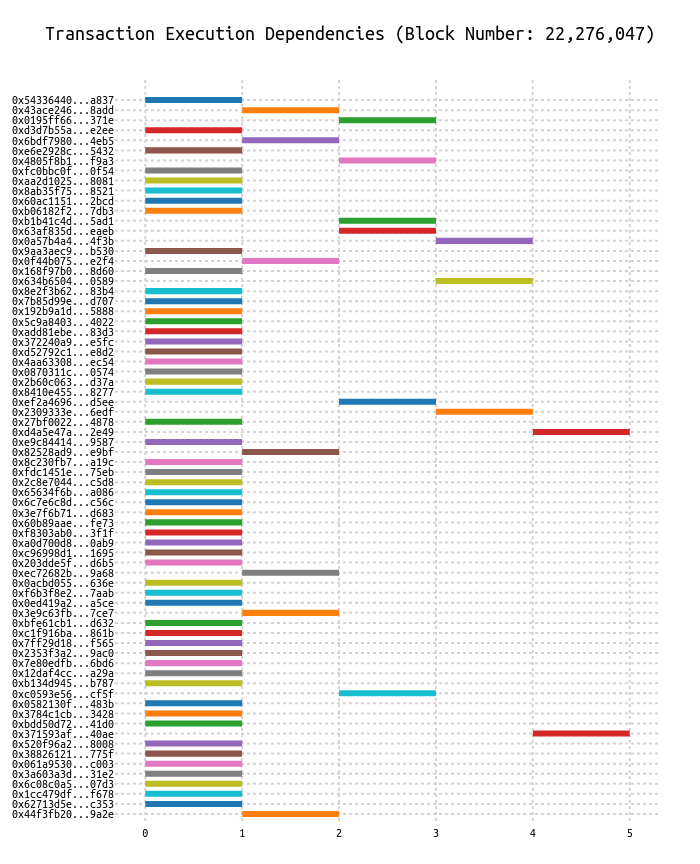 Transaction Execution Dependencies (Block Number: 22,276,047)
0x54336440...a837
0x43ace246...8add
0x0195ff66...371e
0xd3d7b55a...e2ee
0x6bdf7980...4eb5
0xe6e2928c...5432
0x4805f8b1...f9a3
0xfc0bbc0f...0f54
0xaa2d1025...8081
0x8ab35f75...8521
0x60ac1151...2bcd
0xb06182f2...7db3
0xb1b41c4d...5ad1
0x63af835d...eaeb
0x0a57b4a4...4f3b
0x9aa3aec9...b530
0x0f44b075...e2f4
0x168f97b0...8d60
0x634b6504...0589
0x8e2f3b62...83b4
0x7b85d99e...d707
0x192b9a1d...5888
0x5c9a8403...4022
0xadd81ebe...83d3
0x372240a9...e5fc
0xd52792c1...e8d2
0x4aa63308...ec54
0x0870311c...0574
0x2b60c063...d37a
0x8410e455...8277
0xef2a4696...d5ee
0x2309333e...6edf
0x27bf0022...4878
0xd4a5e47a...2e49
0xe9c84414...9587
0x82528ad9...e9bf
0x8c230fb7...a19c
0xfdc1451e...75eb
0x2c8e7044...c5d8
0x65634f6b...a086
0x6c7e6c8d...c56c
0x3e7f6b71...d683
0x60b89aae...fe73
0xf8303ab0...3f1f
0xa0d700d8...0ab9
0xc96998d1...1695
0x203dde5f...d6b5
0xec72682b...9a68
0x0acbd055...636e
0xf6b3f8e2...7aab
0x0ed419a2...a5ce
0x3e9c63fb...7ce7
0xbfe61cb1...d632
0xc1f916ba...861b
0x7ff29d18...f565
0x2353f3a2...9ac0
0x7e80edfb...6bd6
0x12daf4cc...a29a
0xb134d945...b787
0xc0593e56...cf5f
0x0582130f...483b
0x3784c1cb...3428
0xbdd50d72...41d0
0x371593af...40ae
0x520f96a2...8008
0x38826121...775f
0x061a9530...c003
0x3a603a3d...31e2
0x6c08c0a5...07d3
0x1cc479df...f678
0x62713d5e...c353
0x44f3fb20...9a2e
0 1 2 3 4 5